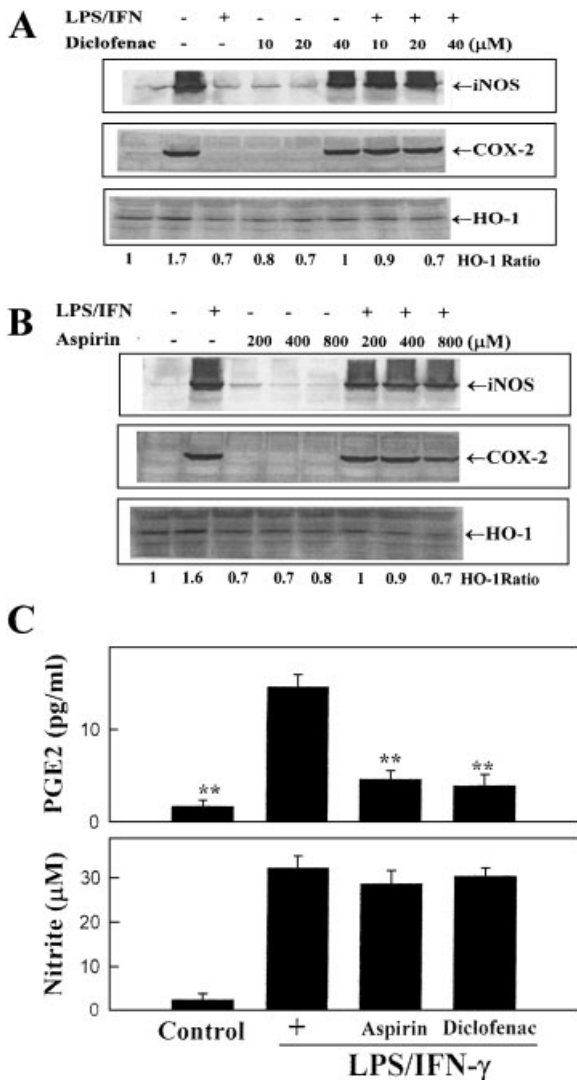 A
LPS/IFN - + - - - + + +
Diclofenac - - 10 20 40 10 20 40 (μM)
←iNOS
←COX-2
←HO-1
1 1.7 0.7 0.8 0.7 1 0.9 0.7 HO-1 Ratio
B
LPS/IFN - + - - - + + +
Aspirin - - 200 400 800 200 400 800 (μM)
←iNOS
←COX-2
←HO-1
1 1.6 0.7 0.7 0.8 1 0.9 0.7 HO-1Ratio
C
PGE2 (pg/ml)
10
0
** ** **
Nitrite (μM)
30
20
10
0
Control + Aspirin Diclofenac
LPS/IFN-γ